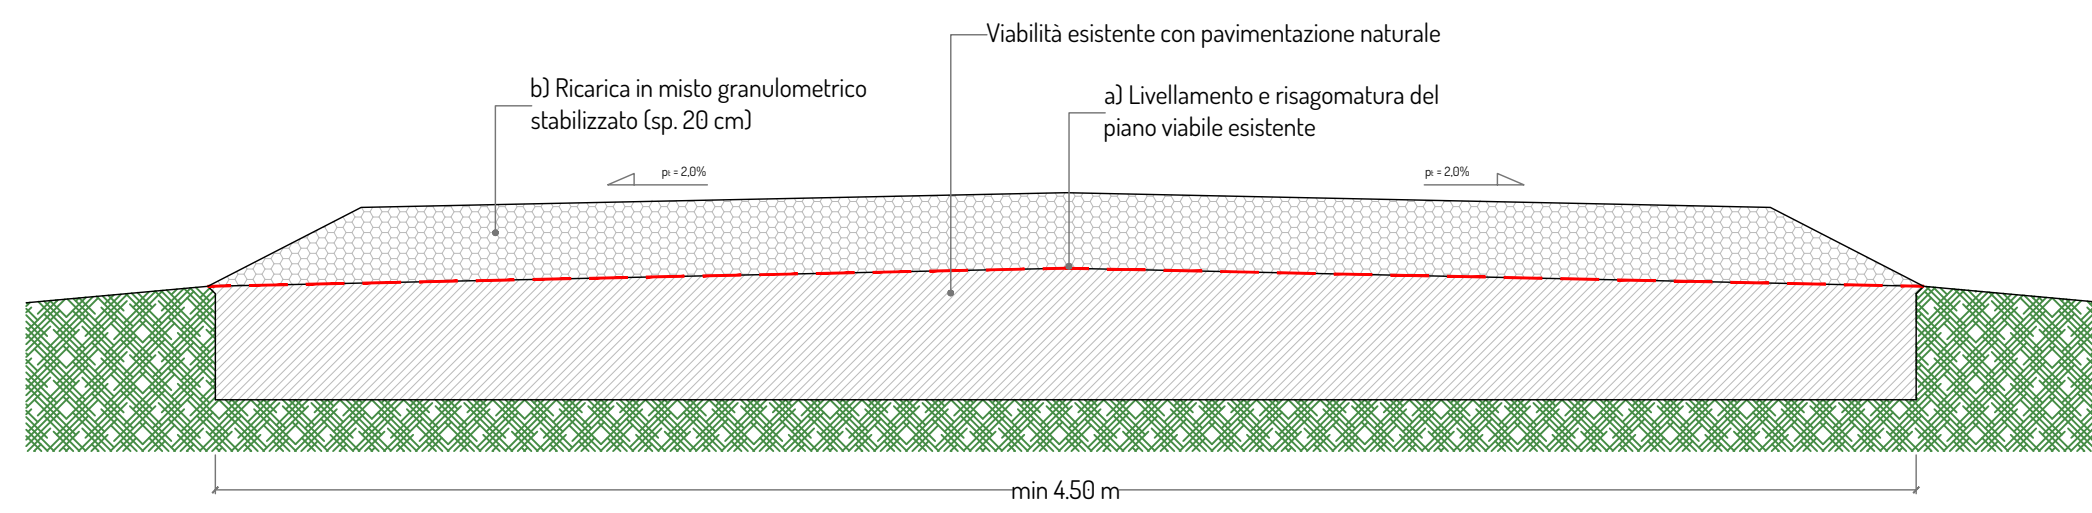 Viabilità esistente con pavimentazione naturale
b) Ricarica in misto granulometrico
stabilizzato (sp. 20 cm)
a) Livellamento e risagomatura del
piano viabile esistente
pt = 2,0%
pt = 2,0%
min 4.50 m